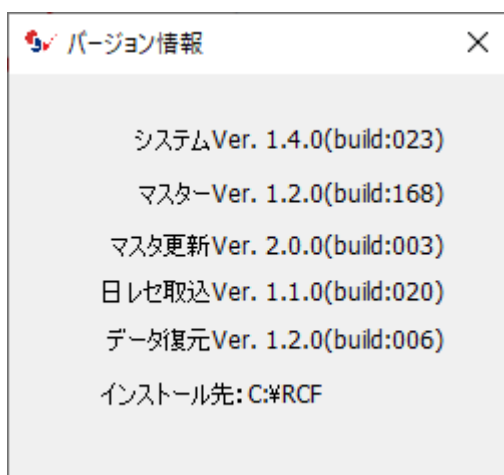 バージョン情報
システムVer. 1.4.0(build:023)
マスターVer. 1.2.0(build:168)
マスタ更新Ver. 2.0.0(build:003)
日レセ取込Ver. 1.1.0(build:020)
データ復元Ver. 1.2.0(build:006)
インストール先: C:¥RCF